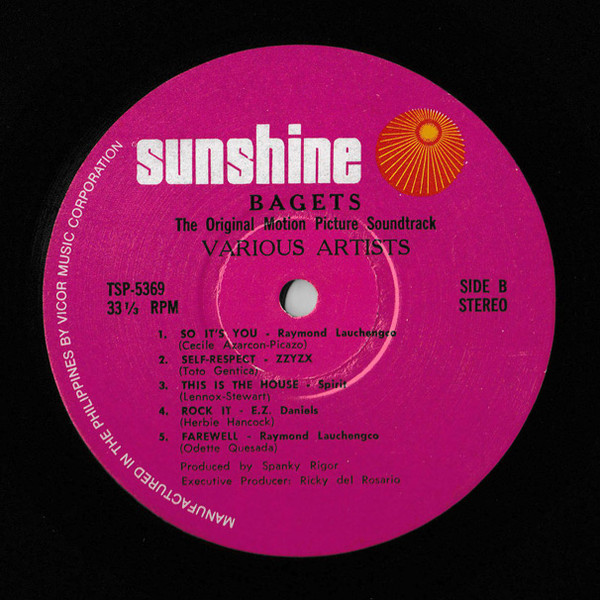 sunshine
BAGETS
The Original Motion Picture Soundtrack
VARIOUS ARTISTS
TSP-5369
33 1/3 RPM
SIDE B
STEREO
1. SO IT'S YOU - Raymond Lauchengco
(Cecile Azarcon-Picazo)
2. SELF-RESPECT - ZZYZX
(Toto Gentica)
3. THIS IS THE HOUSE - Spirit
(Lennox-Stewart)
4. ROCK IT - E.Z. Daniels
(Herbie Hancock)
5. FAREWELL - Raymond Lauchengco
(Odette Quesada)
Produced by Spanky Rigor
Executive Producer: Ricky del Rosario
MANUFACTURED IN THE PHILIPPINES BY VICOR MUSIC CORPORATION